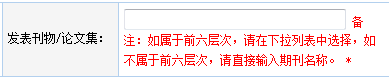 发表刊物/论文集：
备
注：如属于前六层次，请在下拉列表中选择，如
不属于前六层次，请直接输入期刊名称。 *